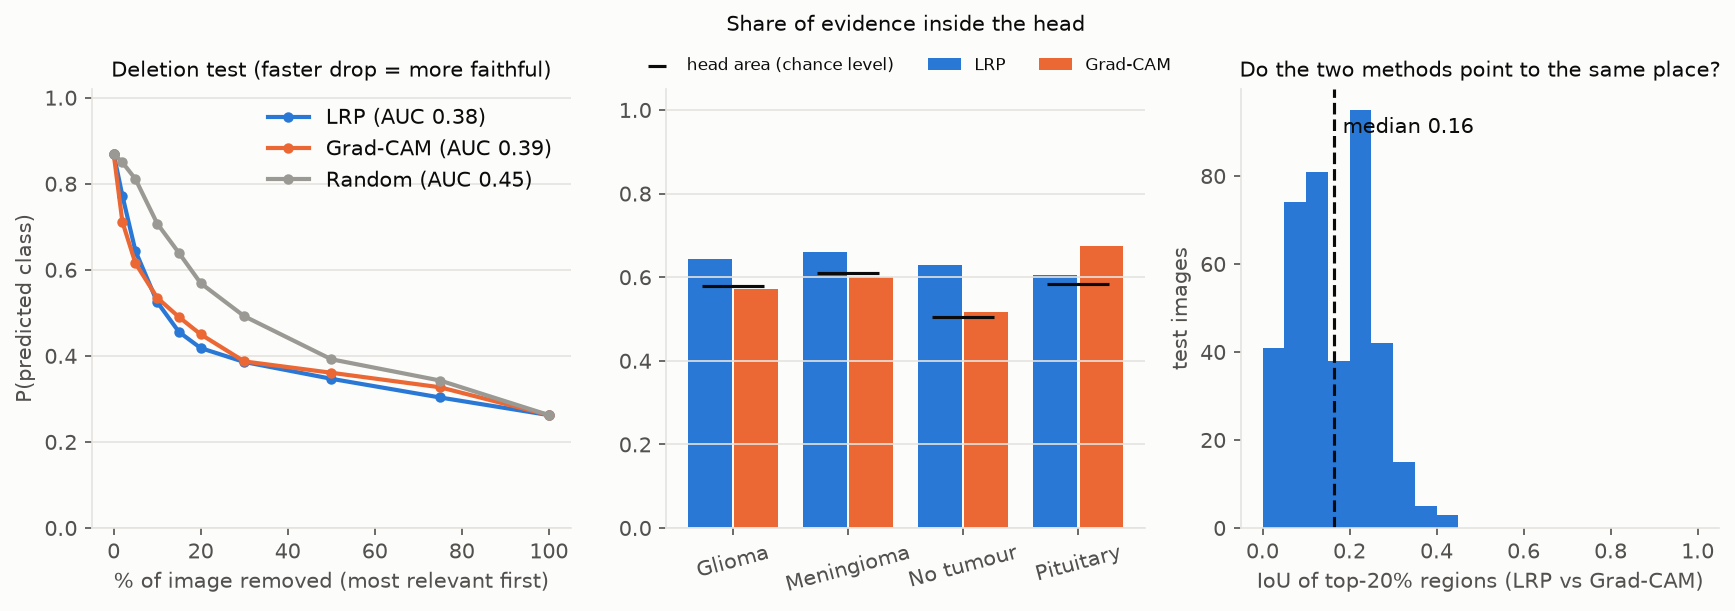 Deletion test (faster drop = more faithful)
LRP (AUC 0.38)
Grad-CAM (AUC 0.39)
Random (AUC 0.45)
P(predicted class)
1.0
0.8
0.6
0.4
0.2
0.0
0 20 40 60 80 100
% of image removed (most relevant first)
Share of evidence inside the head
head area (chance level) LRP Grad-CAM
1.0
0.8
0.6
0.4
0.2
0.0
Glioma Meningioma No tumour Pituitary
Do the two methods point to the same place?
median 0.16
test images
80
60
40
20
0
0.0 0.2 0.4 0.6 0.8 1.0
IoU of top-20% regions (LRP vs Grad-CAM)